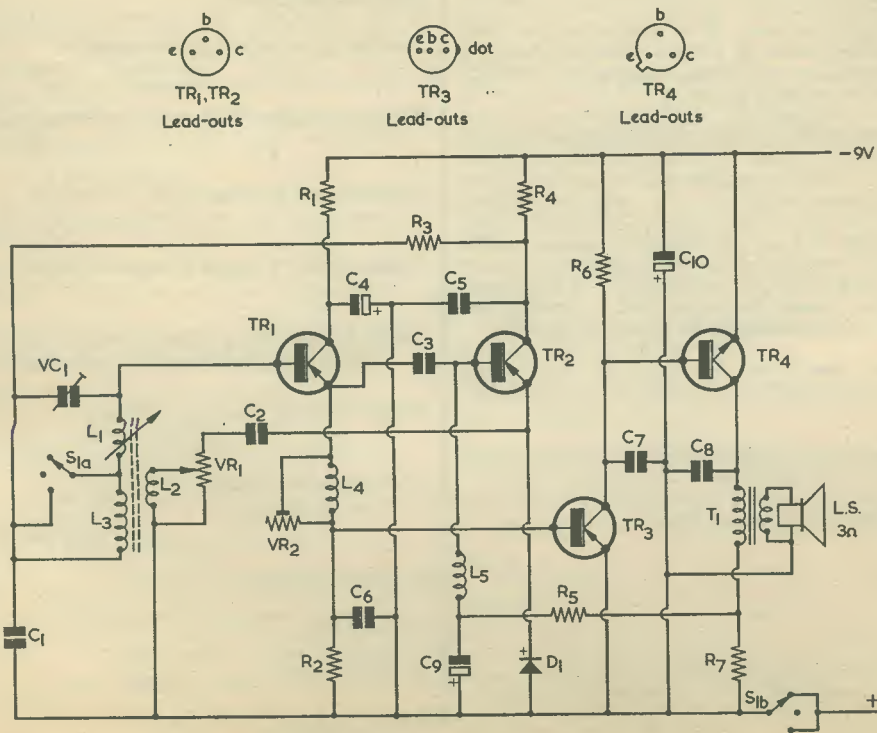 b
e c
TR1, TR2
Lead-outs
e b c
dot
TR3
Lead-outs
b
e c
TR4
Lead-outs
−9V
R1
R4
R3
R6
C10
C4
+
C5
TR1
C3
TR2
TR4
VC1
C2
L1
S1a
L2
VR1
C7
C8
L4
L3
VR2
TR3
T1
L.S.
3Ω
L5
C6
R5
C1
R2
C9
+
+
D1
R7
S1b
+
+